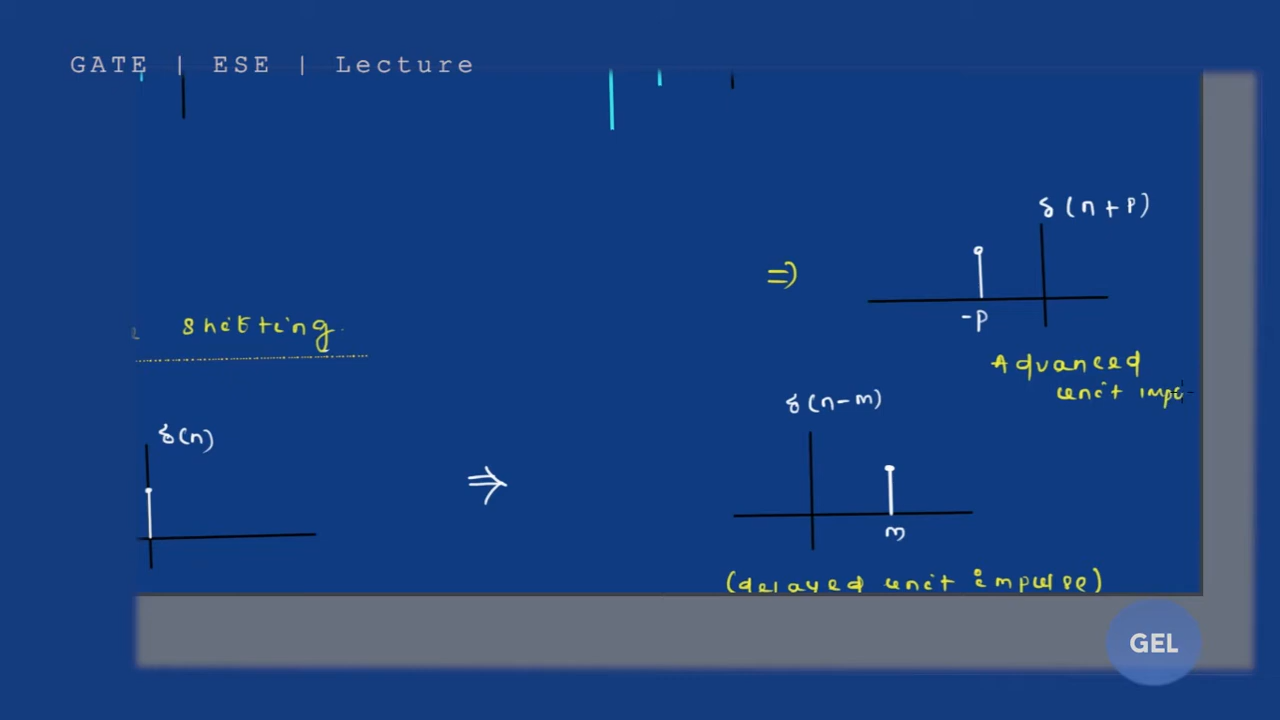 GATE | ESE | Lecture
δ(n+p)
⇒
-p
shifting
Advanced
unit
δ(n-m)
δ(n)
⇒
m
(delayed unit impulse)
GEL